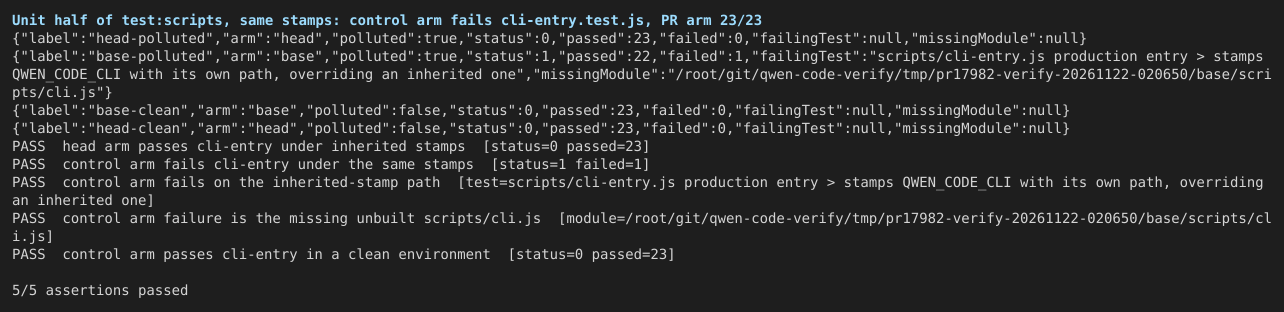 Unit half of test:scripts, same stamps: control arm fails cli-entry.test.js, PR arm 23/23
{"label":"head-polluted","arm":"head","polluted":true,"status":0,"passed":23,"failed":0,"failingTest":null,"missingModule":null}
{"label":"base-polluted","arm":"base","polluted":true,"status":1,"passed":22,"failed":1,"failingTest":"scripts/cli-entry.js production entry > stamps
QWEN_CODE_CLI with its own path, overriding an inherited one","missingModule":"/root/git/qwen-code-verify/tmp/pr17982-verify-20261122-020650/base/scri
pts/cli.js"}
{"label":"base-clean","arm":"base","polluted":false,"status":0,"passed":23,"failed":0,"failingTest":null,"missingModule":null}
{"label":"head-clean","arm":"head","polluted":false,"status":0,"passed":23,"failed":0,"failingTest":null,"missingModule":null}
PASS  head arm passes cli-entry under inherited stamps  [status=0 passed=23]
PASS  control arm fails cli-entry under the same stamps  [status=1 failed=1]
PASS  control arm fails on the inherited-stamp path  [test=scripts/cli-entry.js production entry > stamps QWEN_CODE_CLI with its own path, overriding
an inherited one]
PASS  control arm failure is the missing unbuilt scripts/cli.js  [module=/root/git/qwen-code-verify/tmp/pr17982-verify-20261122-020650/base/scripts/cl
i.js]
PASS  control arm passes cli-entry in a clean environment  [status=0 passed=23]
5/5 assertions passed